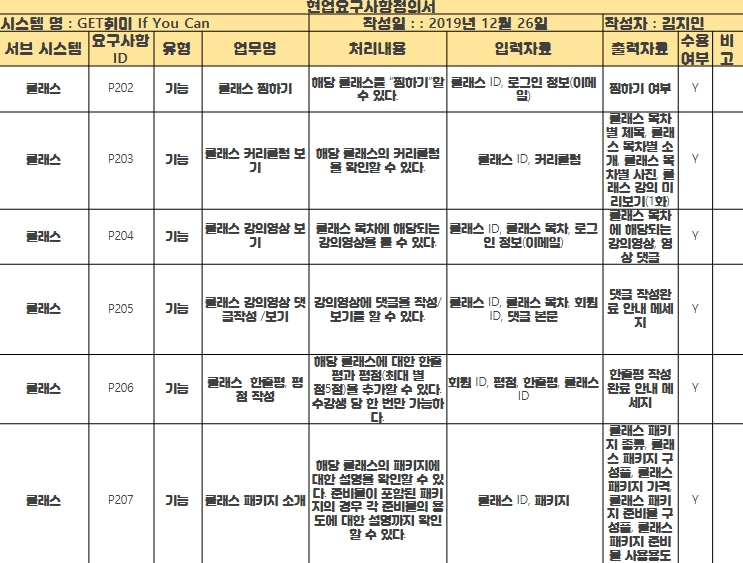 현업요구사항정의서
시스템 명 : GET취미 If You Can 작성일 : : 2019년 12월 26일 작성자 : 김지민
서브 시스템 요구사항 ID 유형 업무명 처리내용 입력자료 출력자료 수용 여부 비고
클래스 P202 기능 클래스 찜하기
해당 클래스를 "찜하기"할
수 있다.
클래스 ID, 로그인 정보(이메
일)
찜하기 여부
Y
클래스 P203 기능
클래스 커리큘럼 보
기
해당 클래스의 커리큘럼
을 확인할 수 있다.
클래스 ID, 커리큘럼
클래스 목차
별 제목, 클래
스 목차별 소
개, 클래스 목
차별 사진, 클
래스 강의 미
리보기(1화)
Y
클래스 P204 기능
클래스 강의영상 보
기
클래스 목차에 해당되는
강의영상을 볼 수 있다.
클래스 ID, 클래스 목차, 로그
인 정보(이메일)
클래스 목차
에 해당되는
강의영상, 영
상 댓글
Y
클래스 P205 기능
클래스 강의영상 댓
글작성 /보기
강의영상에 댓글을 작성/
보기를 할 수 있다.
클래스 ID, 클래스 목차, 회원
ID, 댓글 본문
댓글 작성완
료 안내 메세
지
Y
클래스 P206 기능
클래스 한줄평, 평
점 작성
해당 클래스에 대한 한줄
평과 평점(최대 별
점5점)을 추가할 수 있다.
수강생 당 한 번만 가능하
다.
회원 ID, 평점, 한줄평, 클래스
ID
한줄평 작성
완료 안내 메
세지
Y
클래스 P207 기능 클래스 패키지 소개
해당 클래스의 패키지에
대한 설명을 확인할 수 있
다. 준비물이 포함된 패키
지의 경우 각 준비물의 용
도에 대한 설명까지 확인
할 수 있다.
클래스 ID, 패키지
클래스 패키
지 종류, 클래
스 패키지 구
성품, 클래스
패키지 가격,
클래스 패키
지 준비물 구
성품, 클래스
패키지 준비
물 사용용도
Y